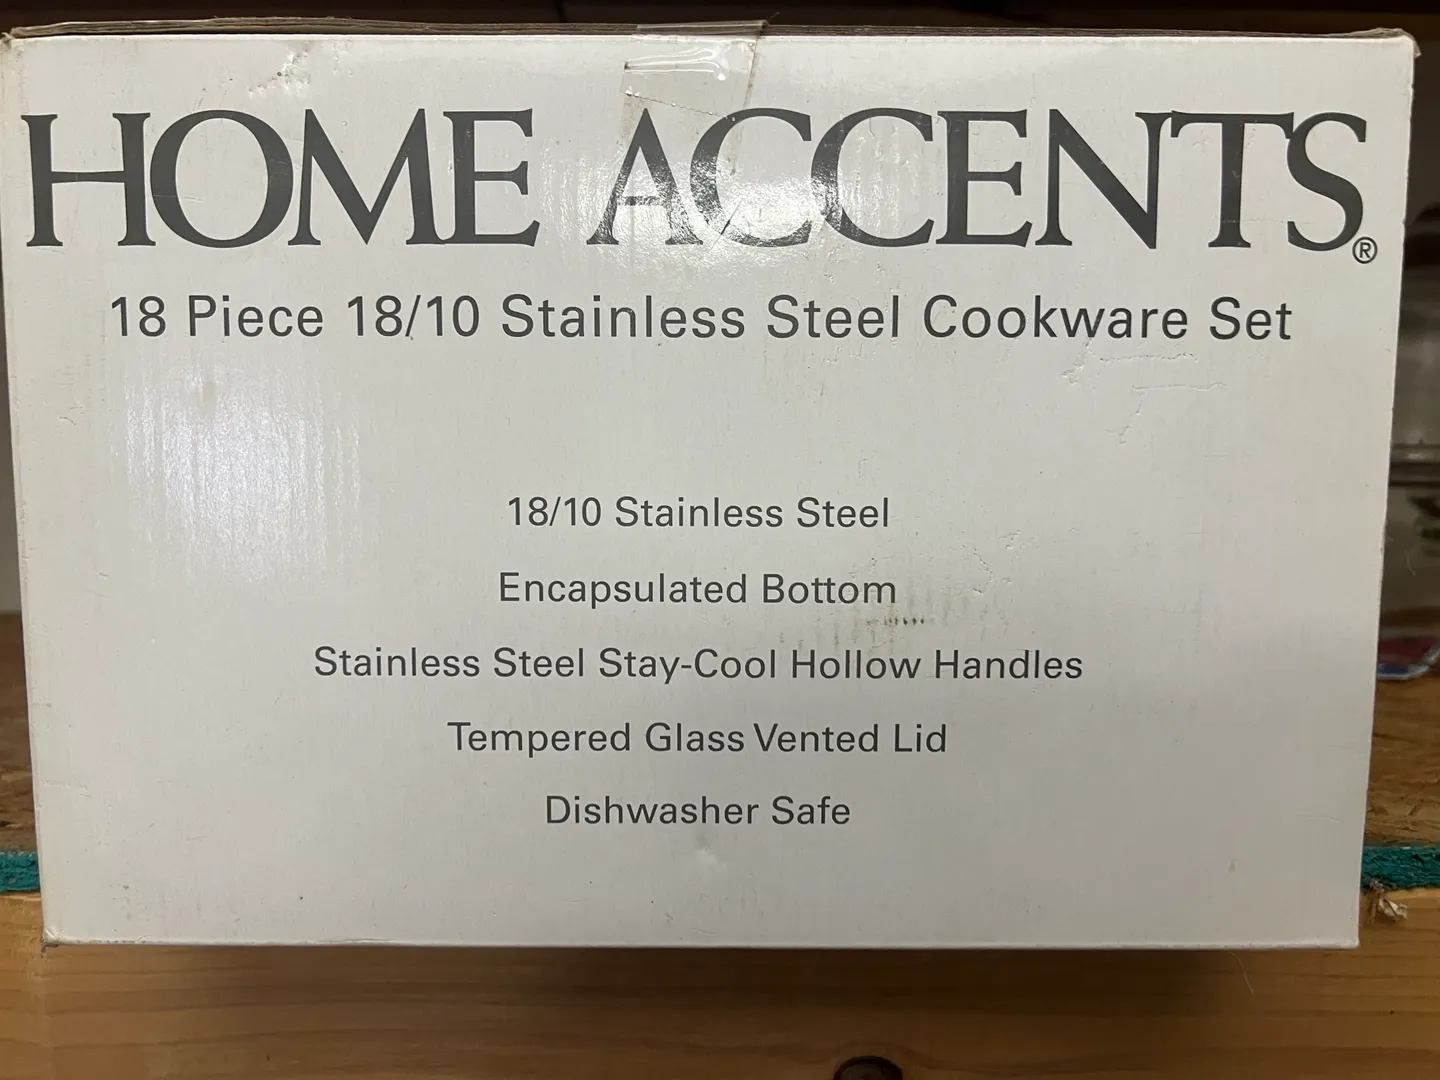 HOME ACCENTS®
18 Piece 18/10 Stainless Steel Cookware Set
18/10 Stainless Steel
Encapsulated Bottom
Stainless Steel Stay-Cool Hollow Handles
Tempered Glass Vented Lid
Dishwasher Safe